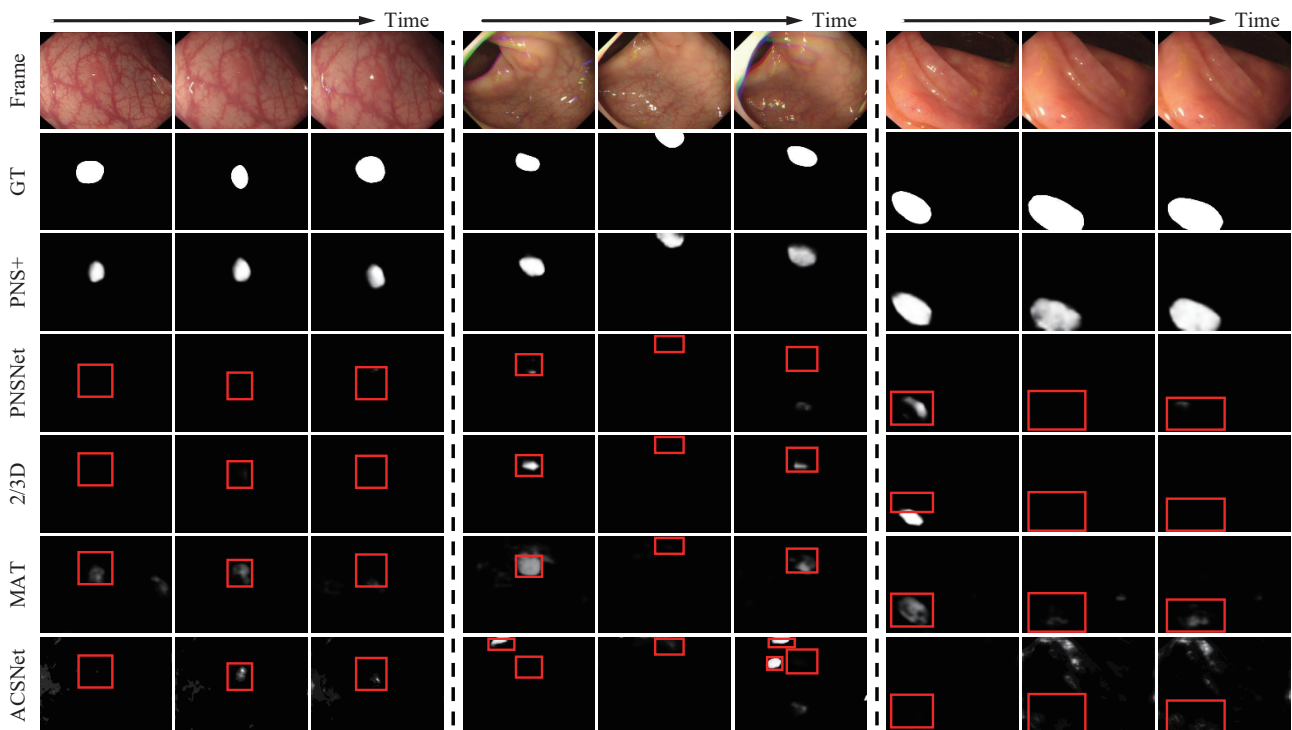 Time Time Time
Frame
GT
PNS+
PNSNet
2/3D
MAT
ACSNet